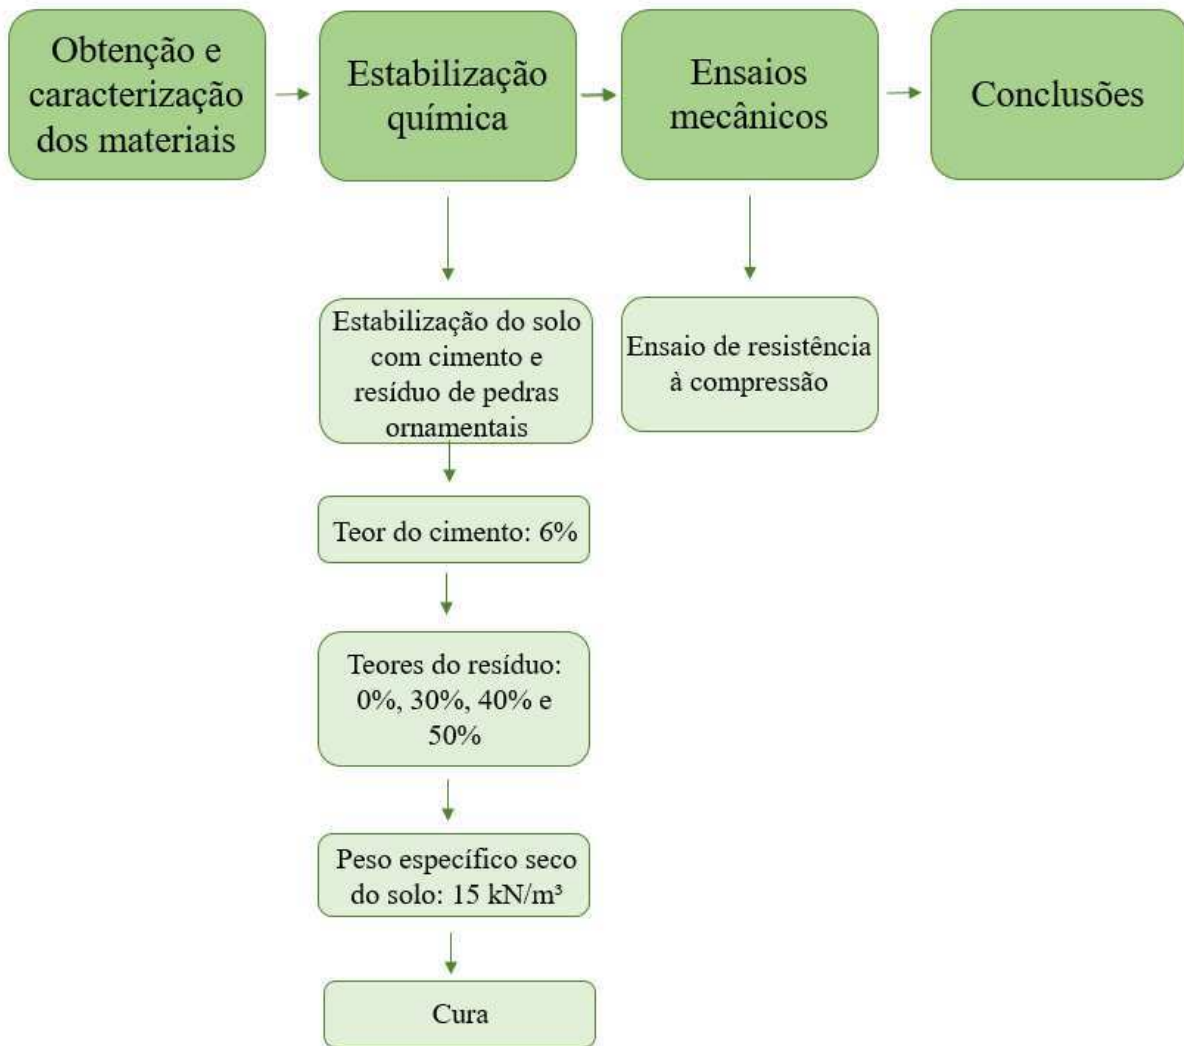 Obtenção e
caracterização
dos materiais
Estabilização
química
Ensaios
mecânicos
Conclusões
Estabilização do solo
com cimento e
resíduo de pedras
ornamentais
Ensaio de resistência
à compressão
Teor do cimento: 6%
Teores do resíduo:
0%, 30%, 40% e
50%
Peso específico seco
do solo: 15 kN/m³
Cura